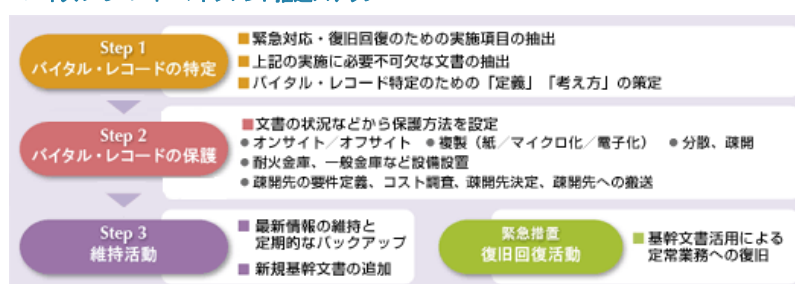 Step 1
バイタル・レコードの特定
■緊急対応・復旧回復のための実施項目の抽出
■上記の実施に必要不可欠な文書の抽出
■バイタル・レコード特定のための「定義」「考え方」の策定
Step 2
バイタル・レコードの保護
■文書の状況などから保護方法を設定
●オンサイト／オフサイト ●複製（紙／マイクロ化／電子化） ●分散、疎開
●耐火金庫、一般金庫など設備設置
●疎開先の要件定義、コスト調査、疎開先決定、疎開先への搬送
Step 3
維持活動
■最新情報の維持と
定期的なバックアップ
■新規基幹文書の追加
緊急措置
復旧回復活動
■基幹文書活用による
定常業務への復旧